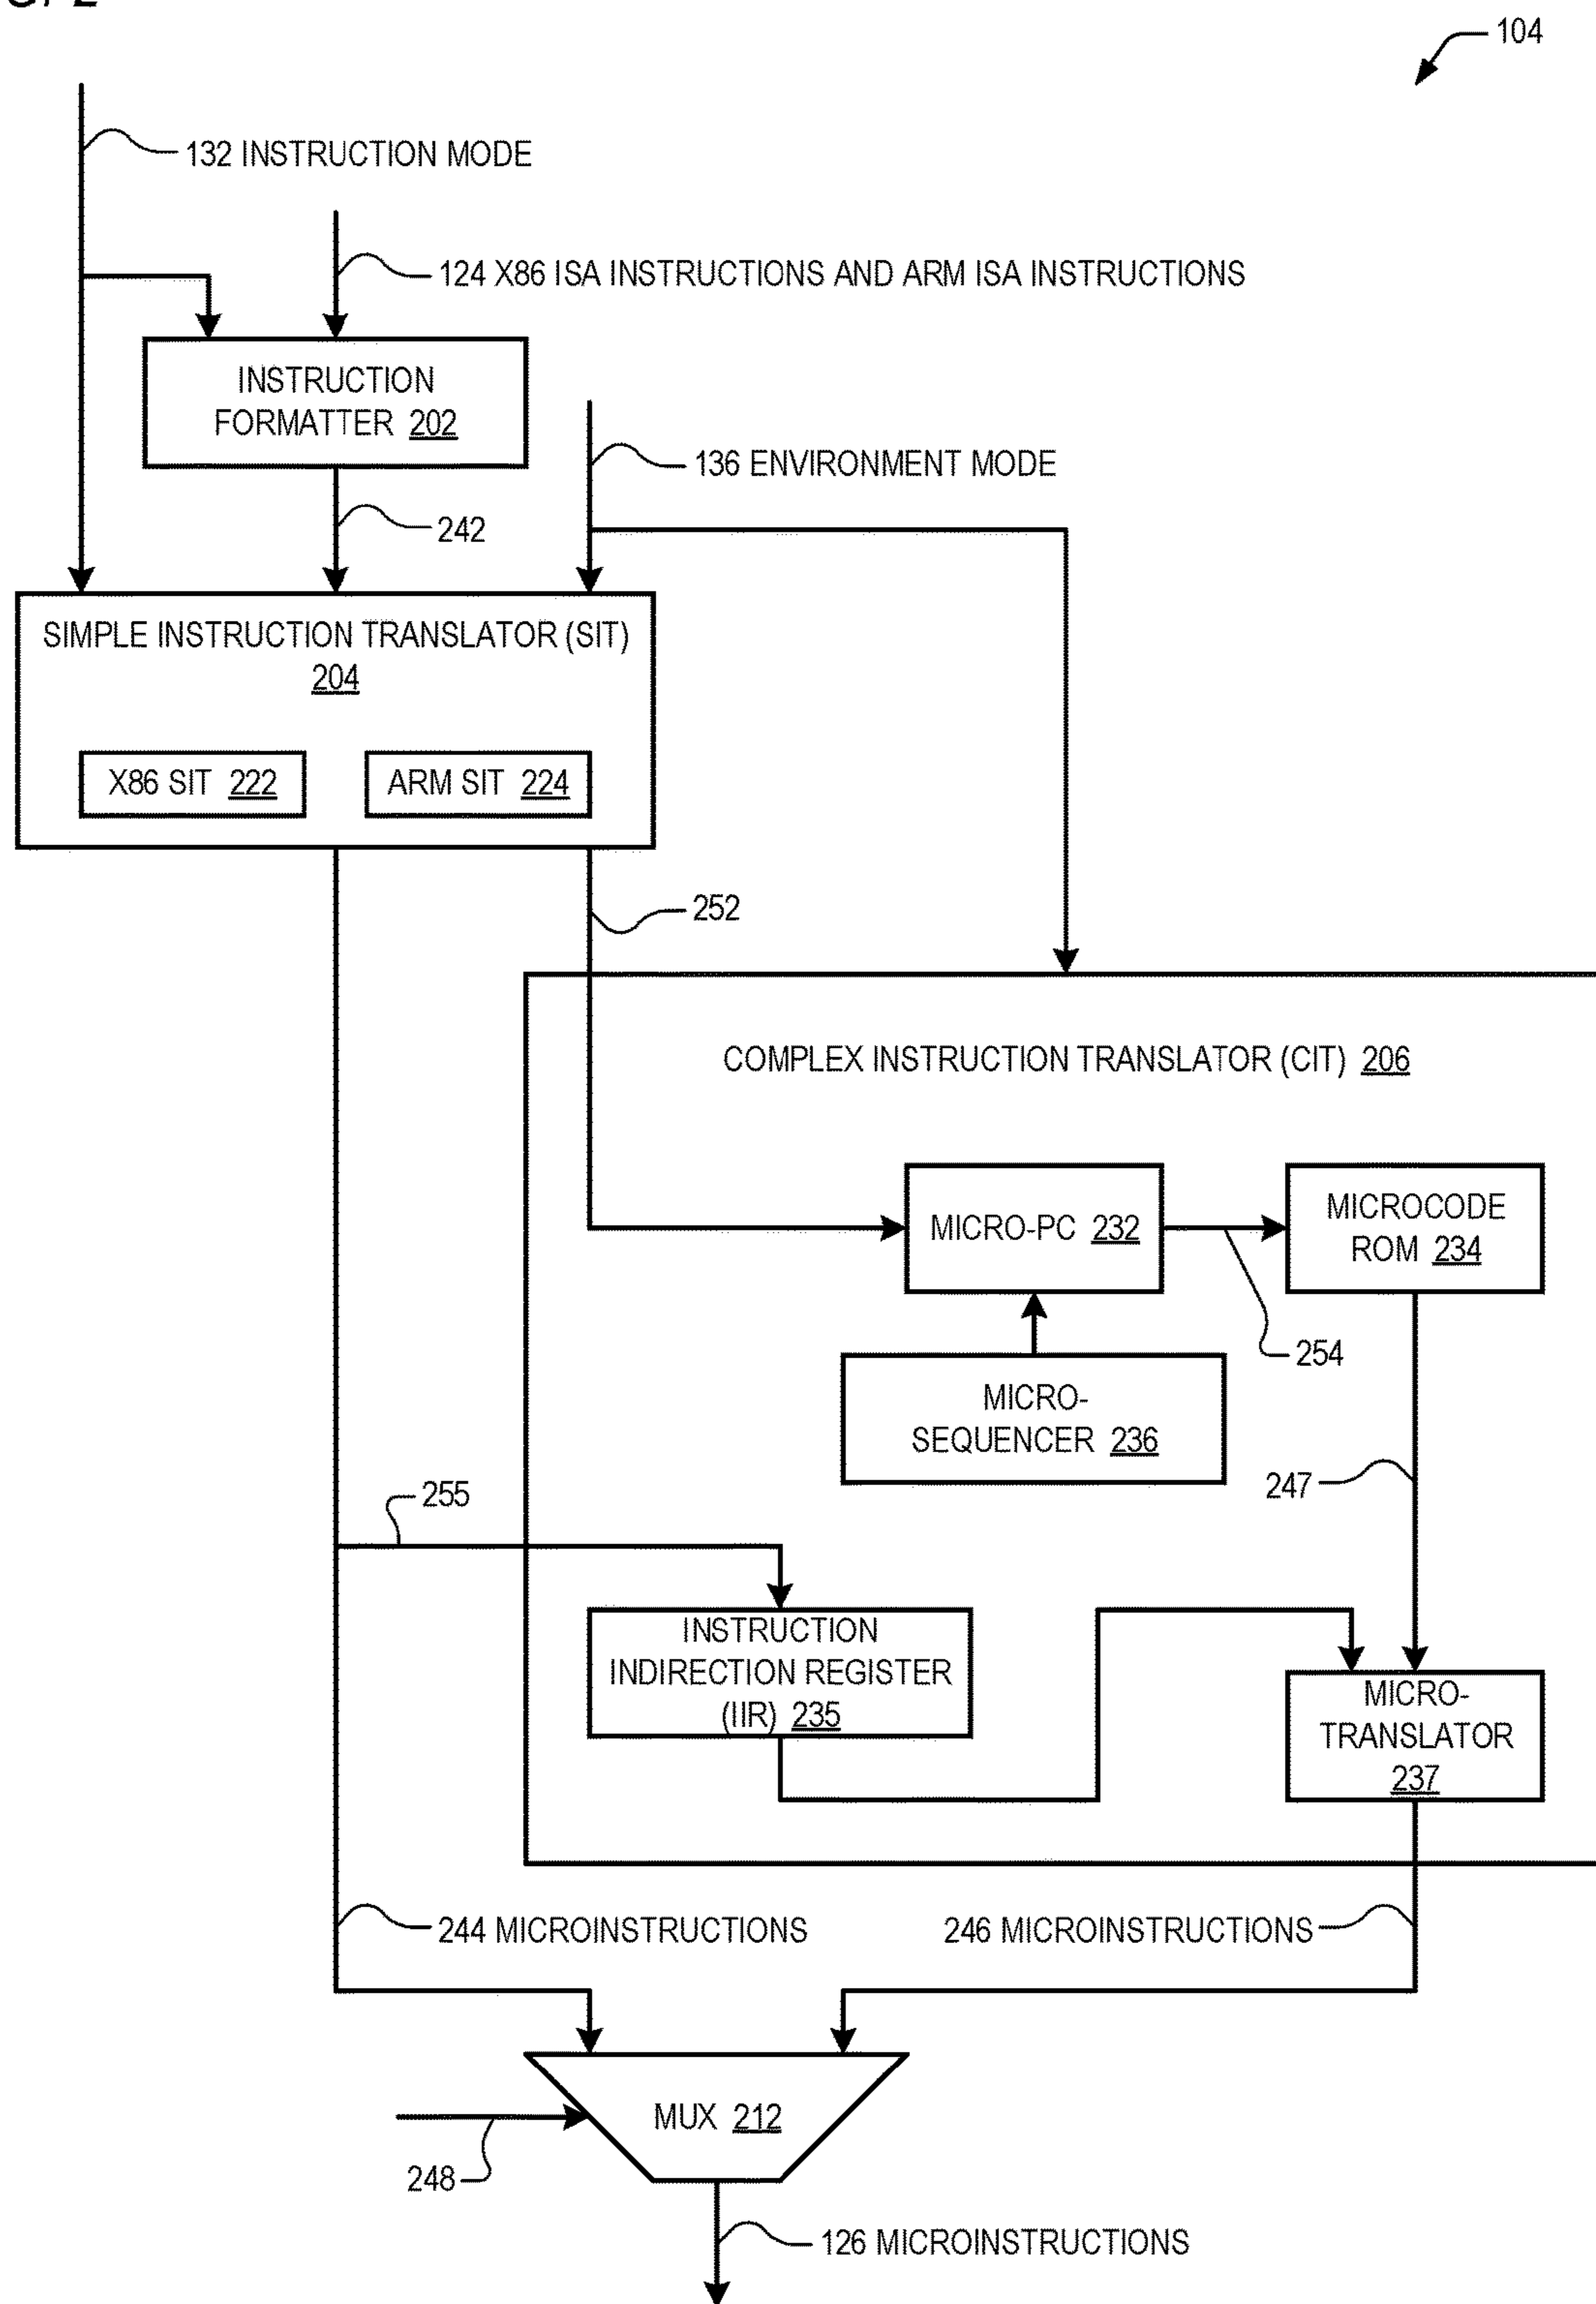 104
132 INSTRUCTION MODE
124 X86 ISA INSTRUCTIONS AND ARM ISA INSTRUCTIONS
INSTRUCTION
FORMATTER 202
136 ENVIRONMENT MODE
242
SIMPLE INSTRUCTION TRANSLATOR (SIT)
204
X86 SIT 222
ARM SIT 224
252
COMPLEX INSTRUCTION TRANSLATOR (CIT) 206
MICRO-PC 232
MICROCODE
ROM 234
254
MICRO-
SEQUENCER 236
247
255
INSTRUCTION
INDIRECTION REGISTER
(IIR) 235
MICRO-
TRANSLATOR
237
244 MICROINSTRUCTIONS
246 MICROINSTRUCTIONS
MUX 212
248
126 MICROINSTRUCTIONS